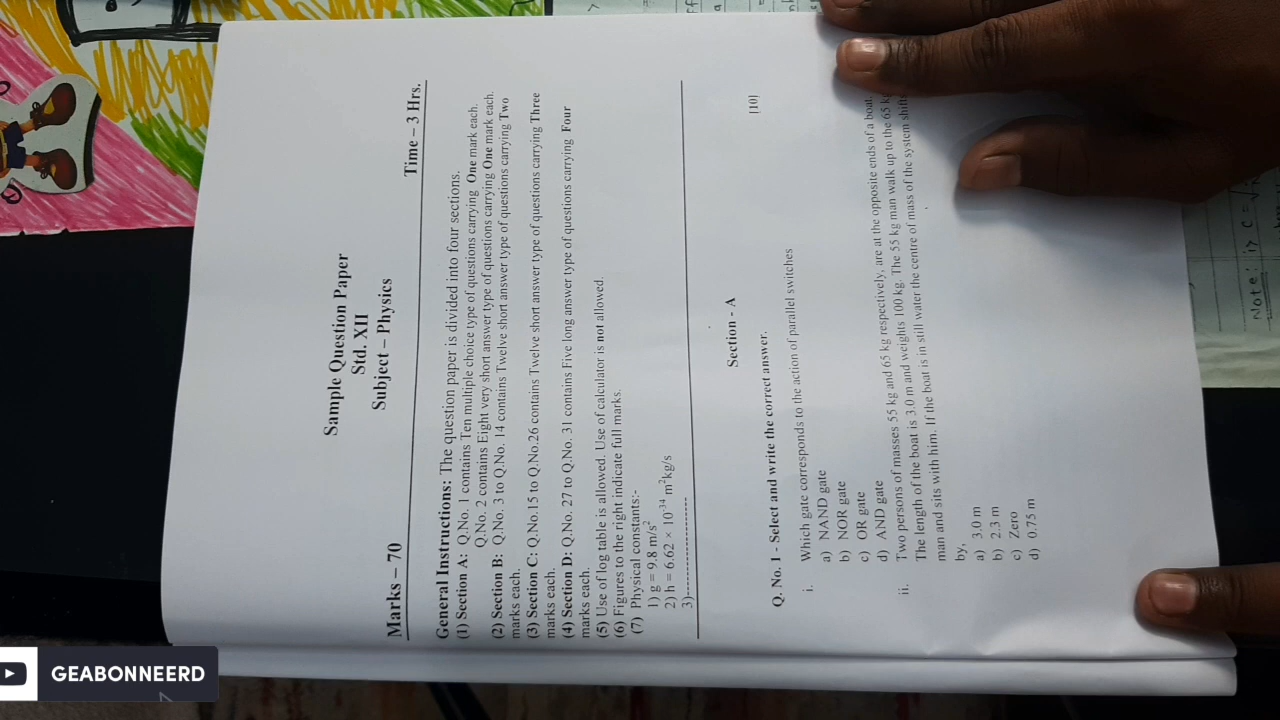 Sample Question Paper
Std. XII
Subject – Physics
Marks – 70 Time – 3 Hrs.
General Instructions: The question paper is divided into four sections.
(1) Section A: Q.No. 1 contains Ten multiple choice type of questions carrying One mark each.
Q.No. 2 contains Eight very short answer type of questions carrying One mark each.
(2) Section B: Q.No. 3 to Q.No. 14 contains Twelve short answer type of questions carrying Two
marks each.
(3) Section C: Q.No.15 to Q.No.26 contains Twelve short answer type of questions carrying Three
marks each.
(4) Section D: Q.No. 27 to Q.No. 31 contains Five long answer type of questions carrying Four
marks each.
(5) Use of log table is allowed. Use of calculator is not allowed.
(6) Figures to the right indicate full marks.
(7) Physical constants:-
1) g = 9.8 m/s²
2) h = 6.62 × 10⁻³⁴ m²kg/s
3)--------------------
Section - A
Q. No. 1 - Select and write the correct answer. [10]
i. Which gate corresponds to the action of parallel switches
a) NAND gate
b) NOR gate
c) OR gate
d) AND gate
ii. Two persons of masses 55 kg and 65 kg respectively, are at the opposite ends of a boat.
The length of the boat is 3.0 m and weights 100 kg. The 55 kg man walk up to the 65 kg
man and sits with him. If the boat is in still water the centre of mass of the system shifts
by,
a) 3.0 m
b) 2.3 m
c) Zero
d) 0.75 m
Note: i> c =
GEABONNEERD